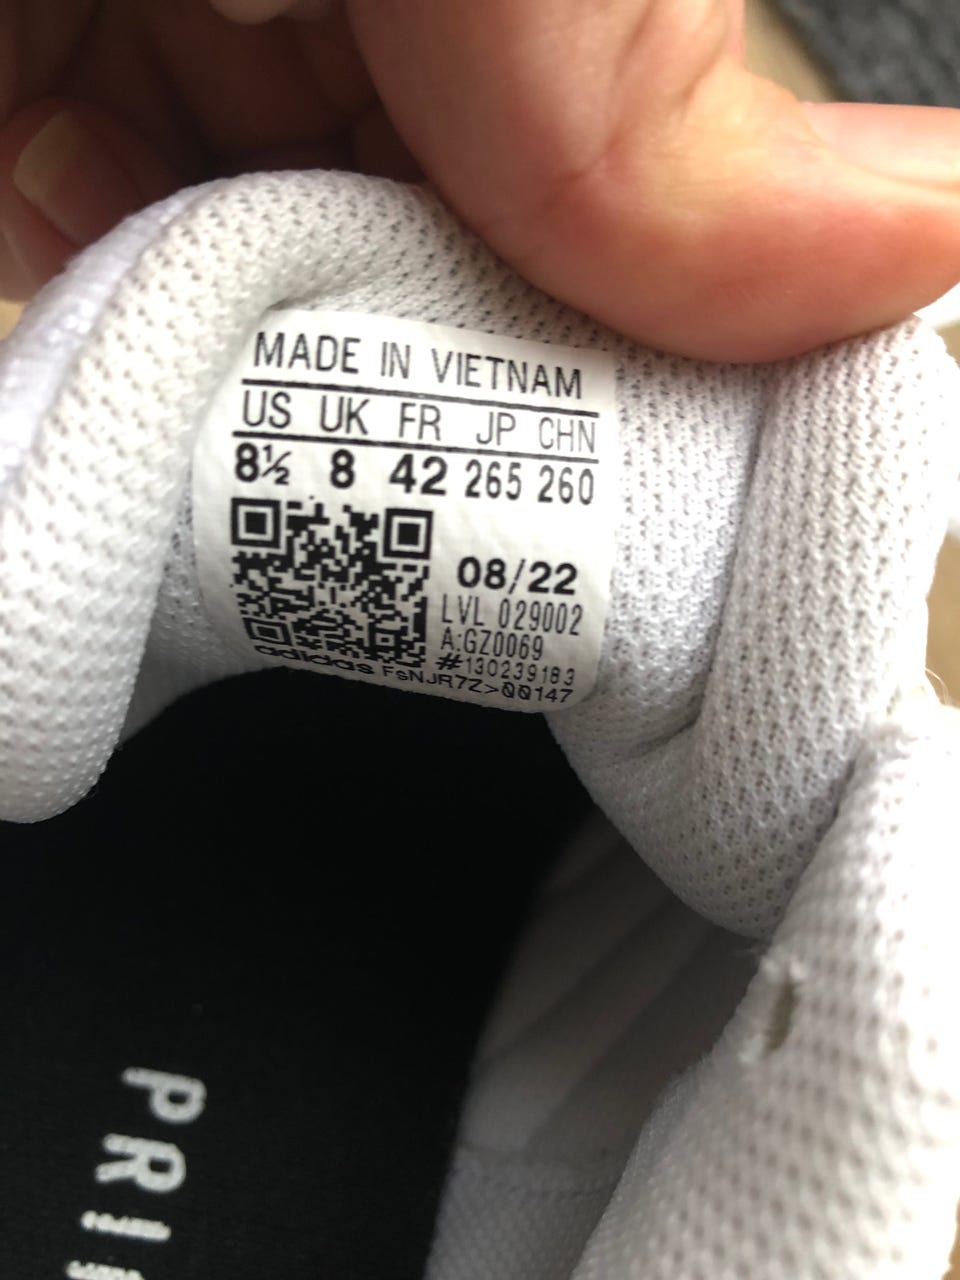 MADE IN VIETNAM
US UK FR JP CHN
8½ 8 42 265 260
08/22
LVL 029002
A:GZ0069
#130239183
adidas FsNJR7Z>00147
PRI